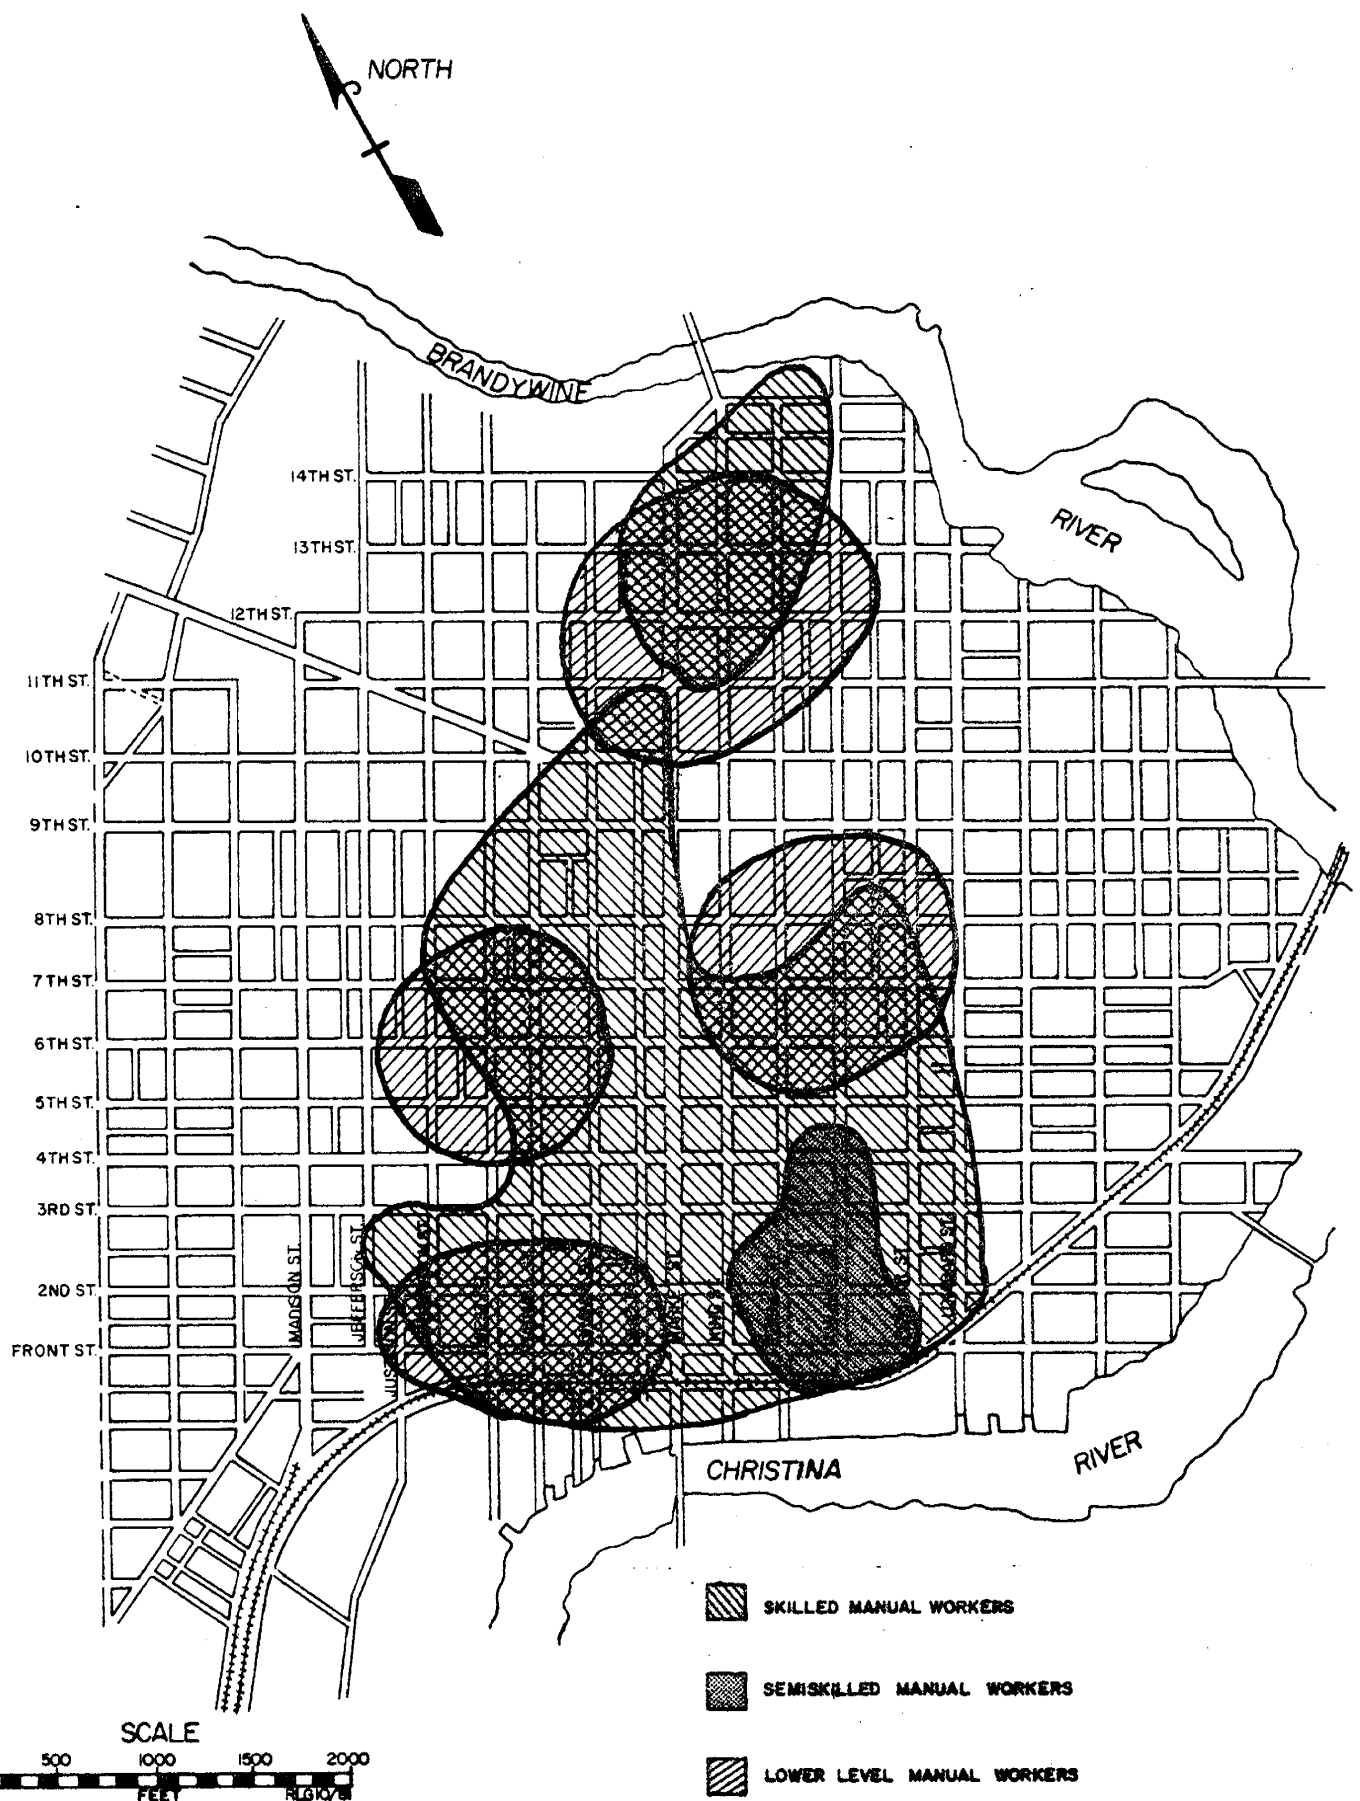 NORTH
BRANDYWINE
RIVER
14TH ST.
13TH ST.
12TH ST.
11TH ST.
10TH ST.
9TH ST.
8TH ST.
7TH ST.
6TH ST.
5TH ST.
4TH ST.
3RD ST.
2ND ST.
FRONT ST.
MADISON ST.
JEFFERSON ST.
CHRISTINA
RIVER
SKILLED MANUAL WORKERS
SEMISKILLED MANUAL WORKERS
LOWER LEVEL MANUAL WORKERS
SCALE
500 1000 1500 2000
FEET